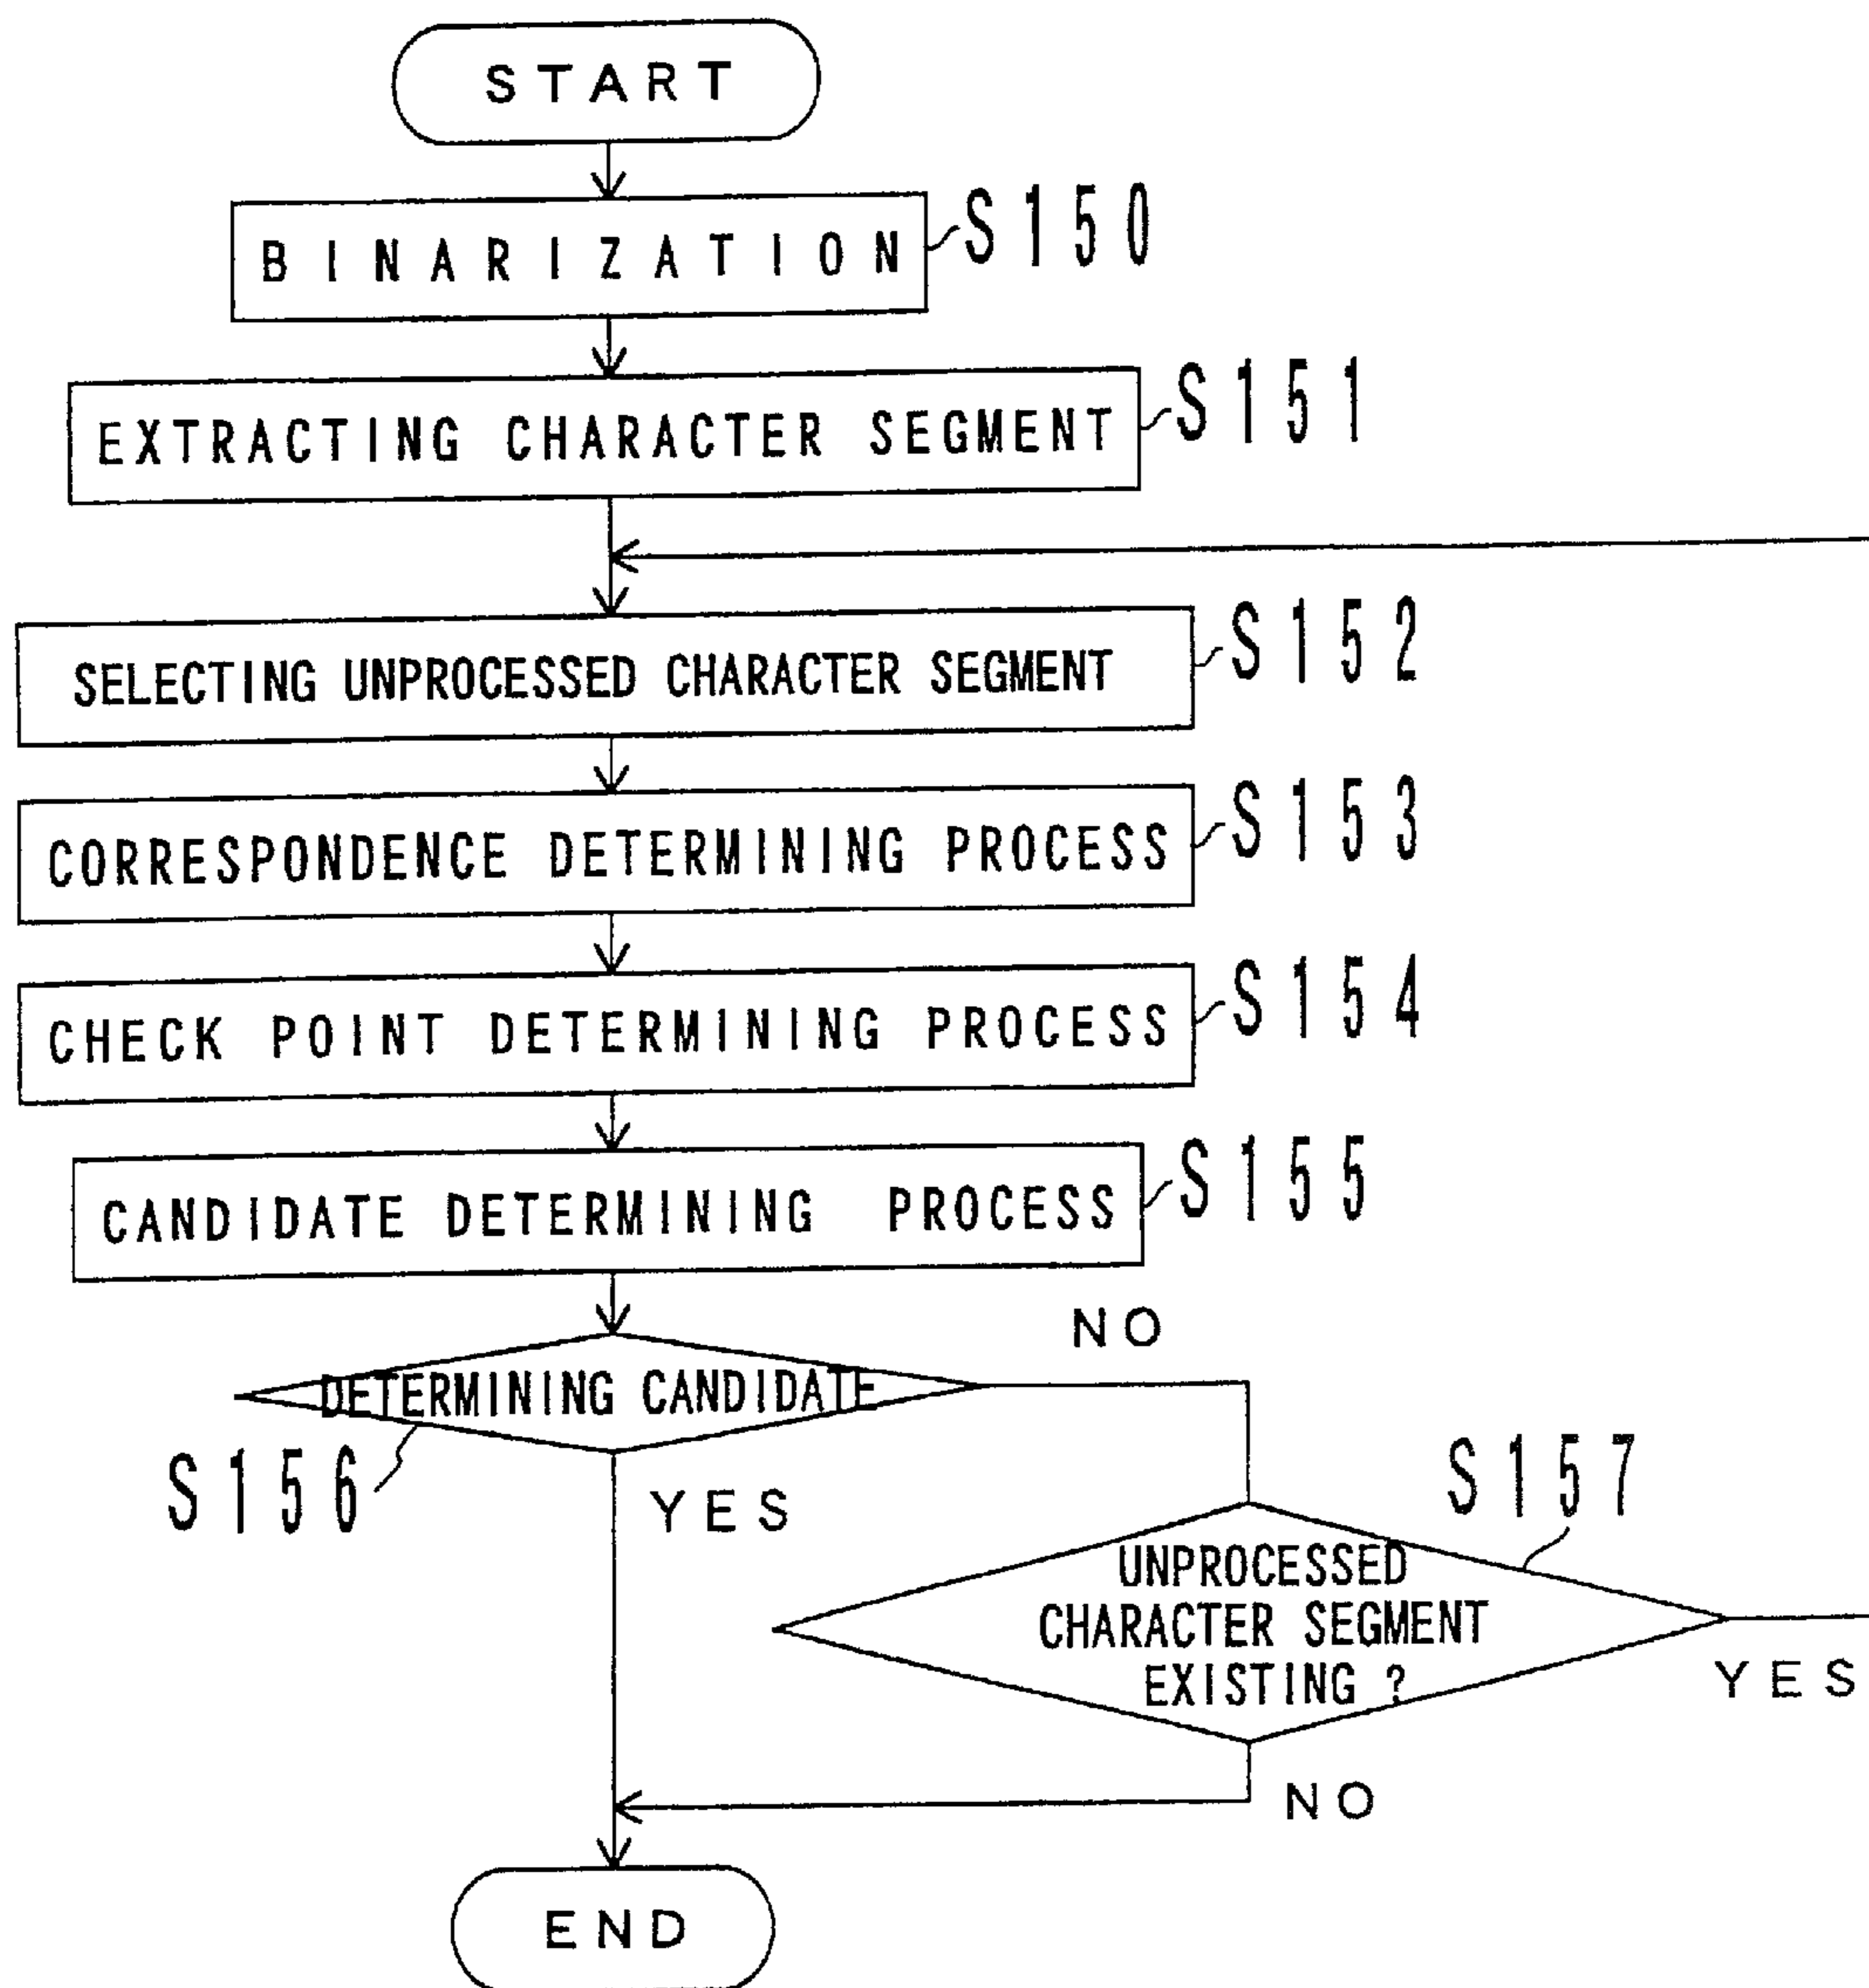 START
BINARIZATION
S150
EXTRACTING CHARACTER SEGMENT
S151
SELECTING UNPROCESSED CHARACTER SEGMENT
S152
CORRESPONDENCE DETERMINING PROCESS
S153
CHECK POINT DETERMINING PROCESS
S154
CANDIDATE DETERMINING PROCESS
S155
NO
DETERMINING CANDIDATE
S156
YES
S157
UNPROCESSED
CHARACTER SEGMENT
EXISTING ?
YES
NO
END